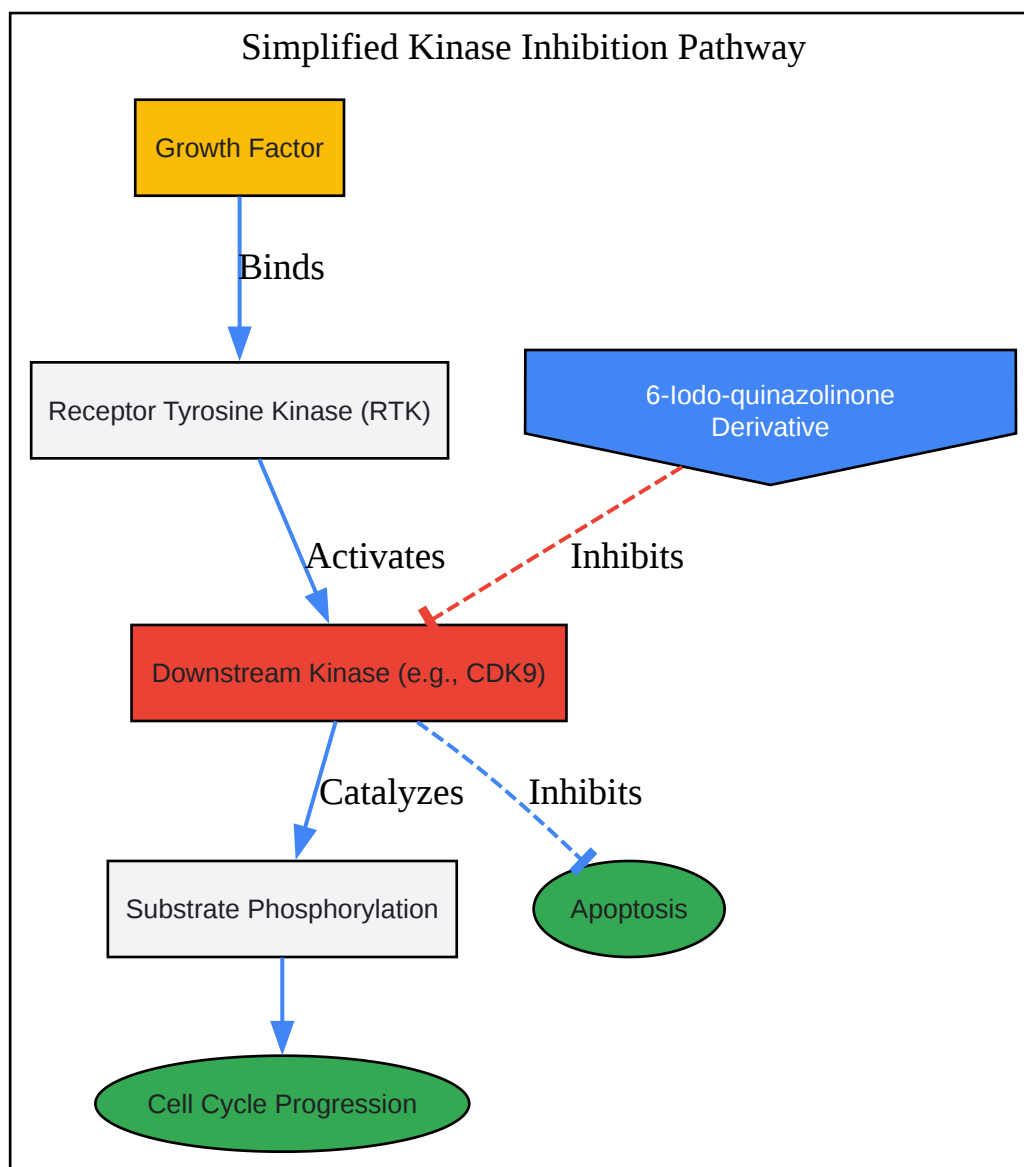 Simplified Kinase Inhibition Pathway
Growth Factor
Binds
Receptor Tyrosine Kinase (RTK)
6-Iodo-quinazolinone
Derivative
Activates
Inhibits
Downstream Kinase (e.g., CDK9)
Catalyzes
Inhibits
Substrate Phosphorylation
Apoptosis
Cell Cycle Progression